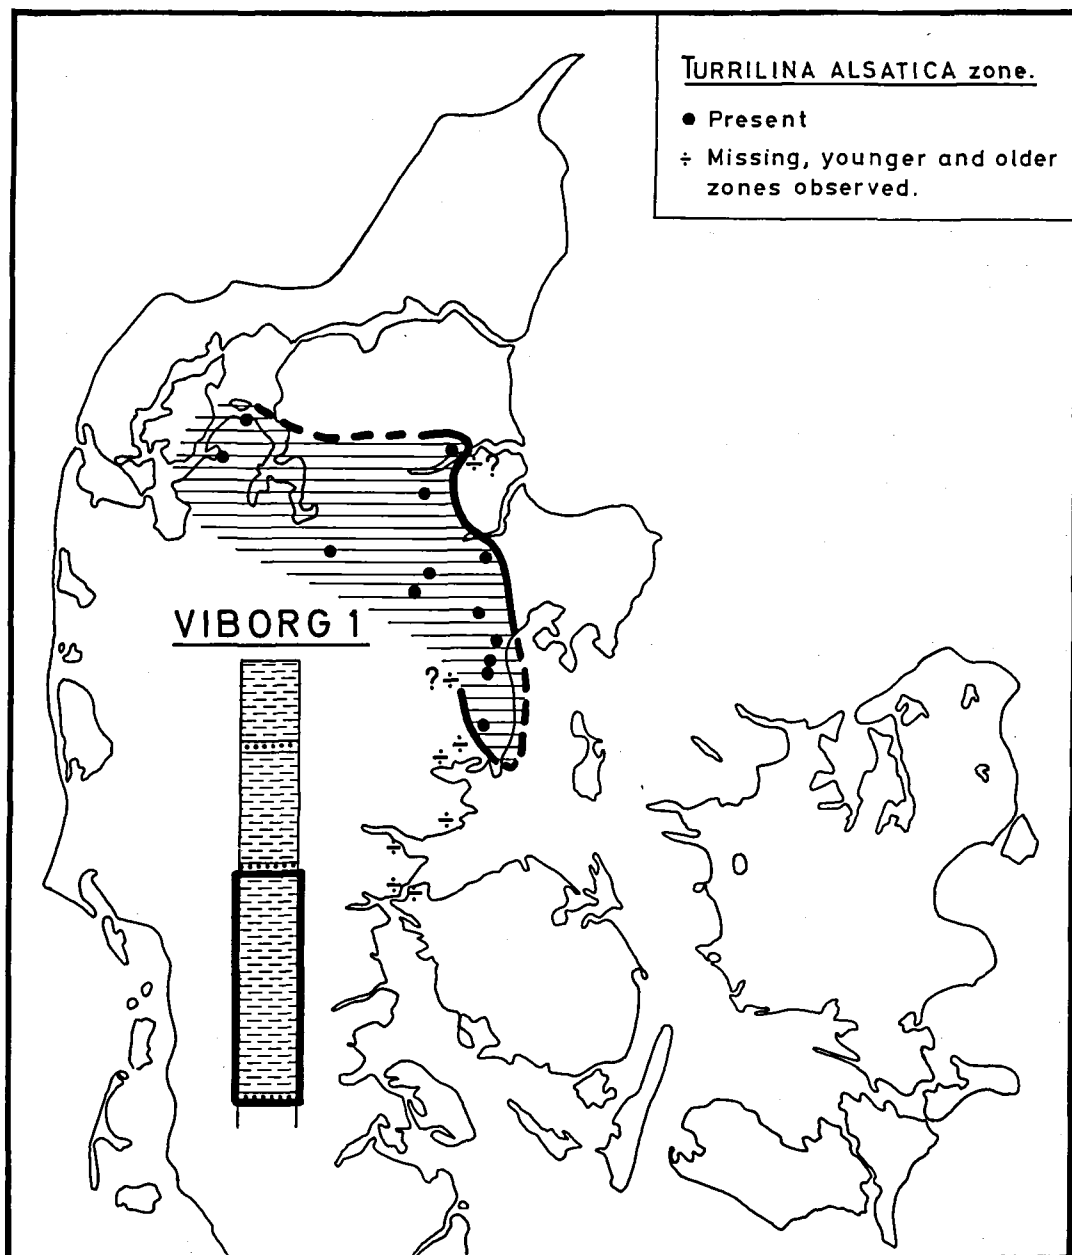 TURRILINA ALSATICA zone.
● Present
÷ Missing, younger and older
zones observed.
÷?
VIBORG 1
?÷
÷
÷
÷
÷
÷
÷